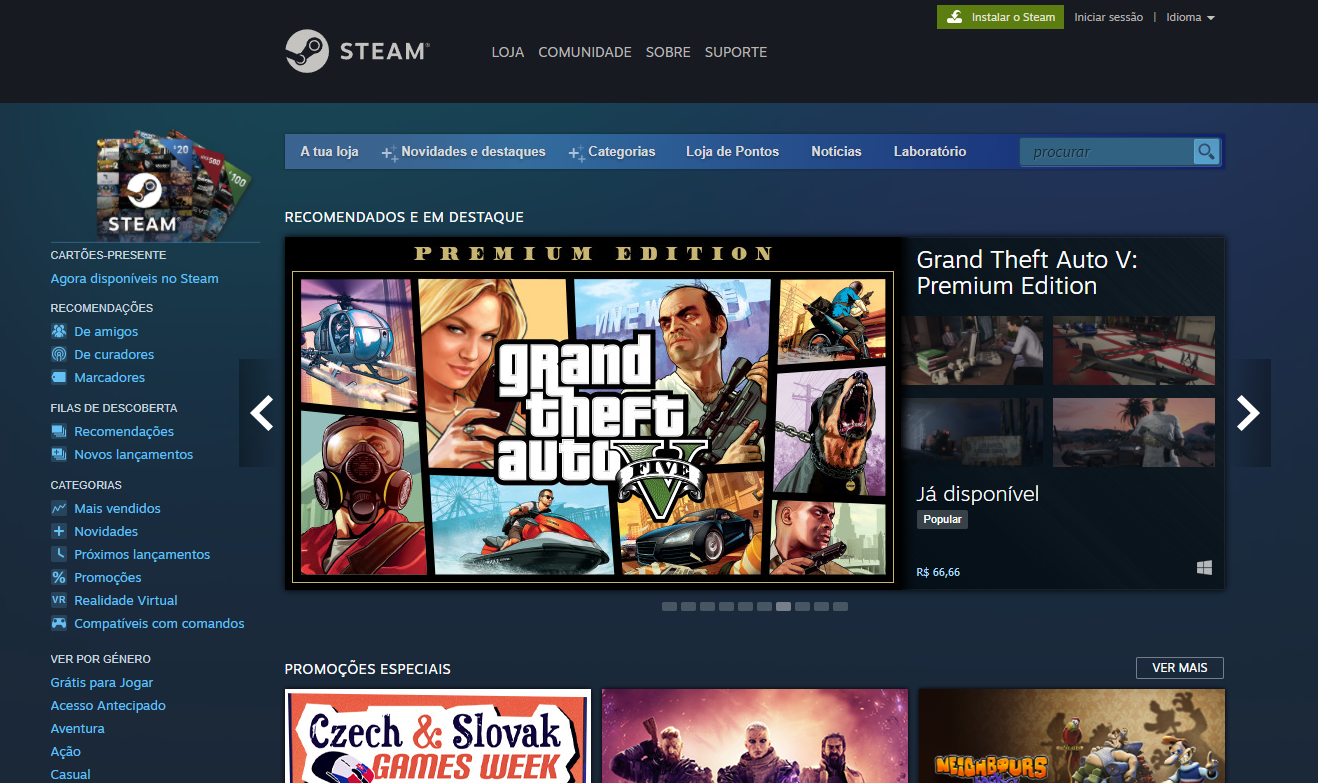 Instalar o Steam
Iniciar sessão | Idioma
STEAM®
LOJA COMUNIDADE SOBRE SUPORTE
STEAM
$20
$100
A tua loja
Novidades e destaques
Categorias
Loja de Pontos
Notícias
Laboratório
procurar
CARTÕES-PRESENTE
Agora disponíveis no Steam
RECOMENDAÇÕES
De amigos
De curadores
Marcadores
FILAS DE DESCOBERTA
Recomendações
Novos lançamentos
CATEGORIAS
Mais vendidos
Novidades
Próximos lançamentos
Promoções
VR Realidade Virtual
Compatíveis com comandos
VER POR GÉNERO
Grátis para Jogar
Acesso Antecipado
Aventura
Ação
Casual
RECOMENDADOS E EM DESTAQUE
PREMIUM EDITION
VINEWOOD
grand
theft
auto
V
FIVE
Grand Theft Auto V:
Premium Edition
Já disponível
Popular
R$ 66,66
PROMOÇÕES ESPECIAIS
VER MAIS
Czech & Slovak
GAMES WEEK
NEIGHBOURS